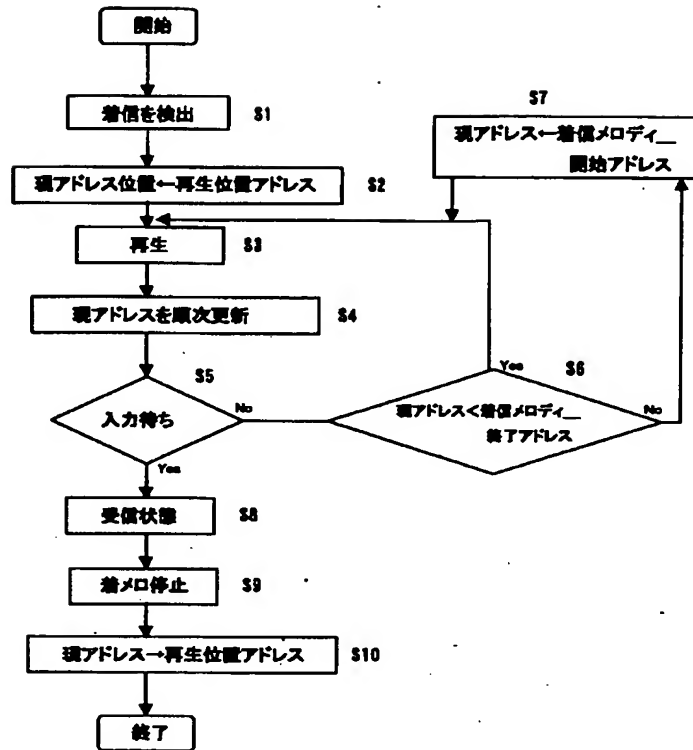 開始
着信を検出 S1
現アドレス位置←再生位置アドレス S2
再生 S3
現アドレスを順次更新 S4
S5
入力待ち
No
Yes
S6
Yes
現アドレス<着信メロディ__
終了アドレス
No
S7
現アドレス←着信メロディ__
開始アドレス
受信状態 S8
着メロ停止 S9
現アドレス→再生位置アドレス S10
終了